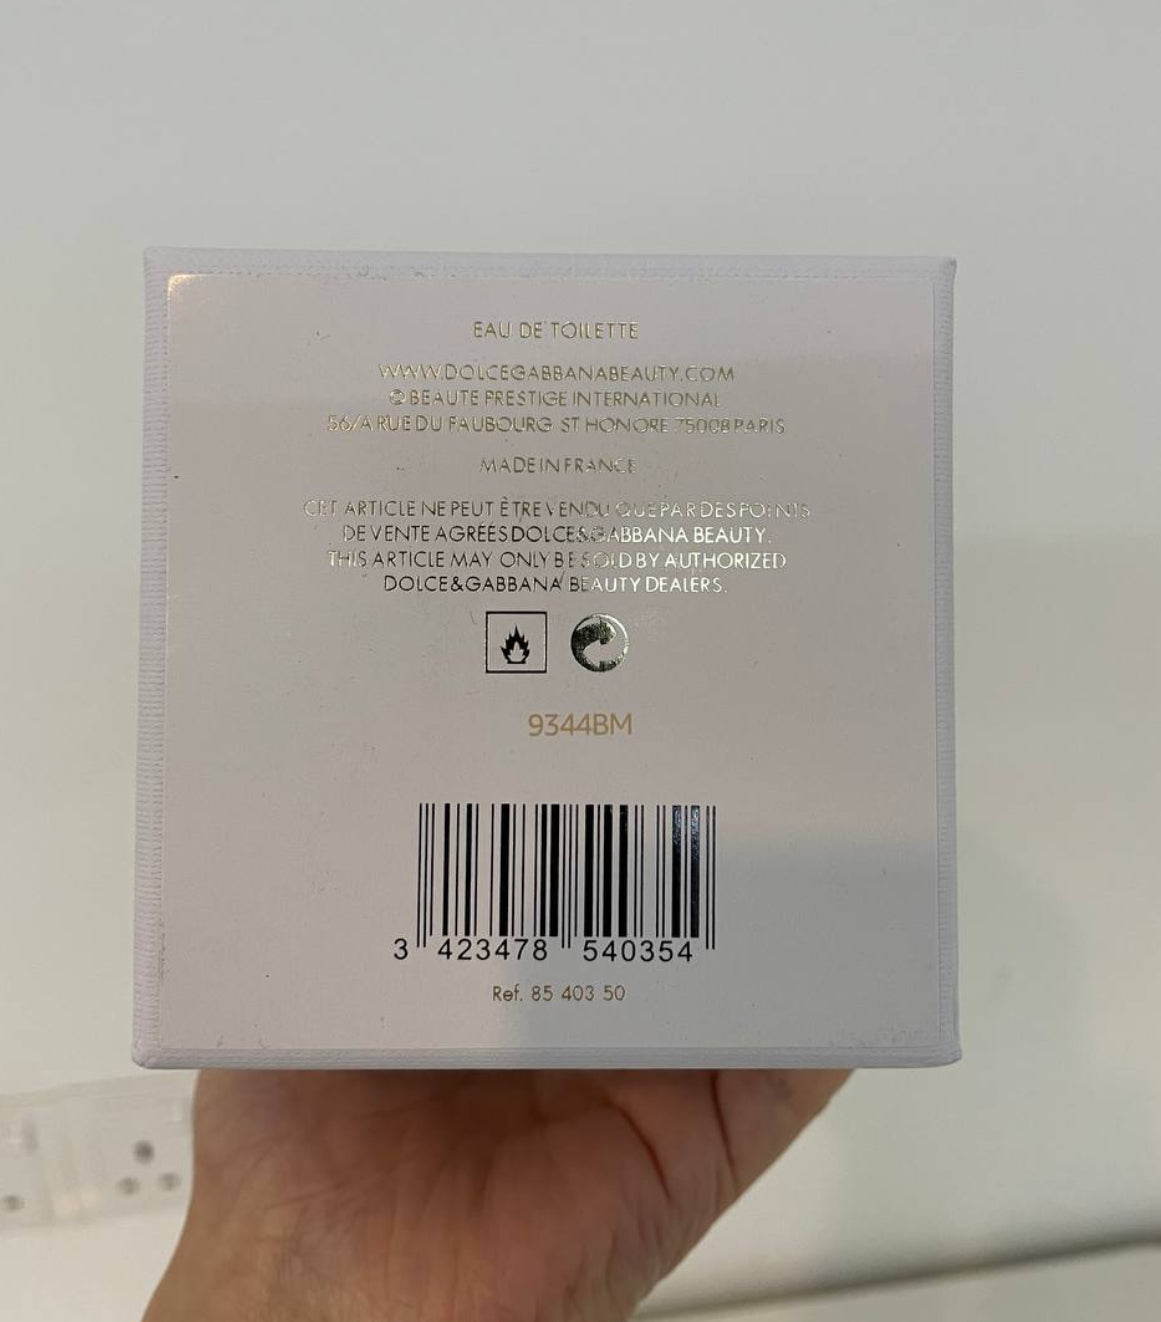 EAU DE TOILETTE
WWW.DOLCEGABBANABEAUTY.COM
© BEAUTE PRESTIGE INTERNATIONAL
56/A RUE DU FAUBOURG ST HONORE 75008 PARIS
MADE IN FRANCE
CET ARTICLE NE PEUT ÊTRE VENDU QUE PAR DES POINTS
DE VENTE AGRÉES DOLCE&GABBANA BEAUTY.
THIS ARTICLE MAY ONLY BE SOLD BY AUTHORIZED
DOLCE&GABBANA BEAUTY DEALERS.
9344BM
3 423478 540354
Ref. 85 403 50